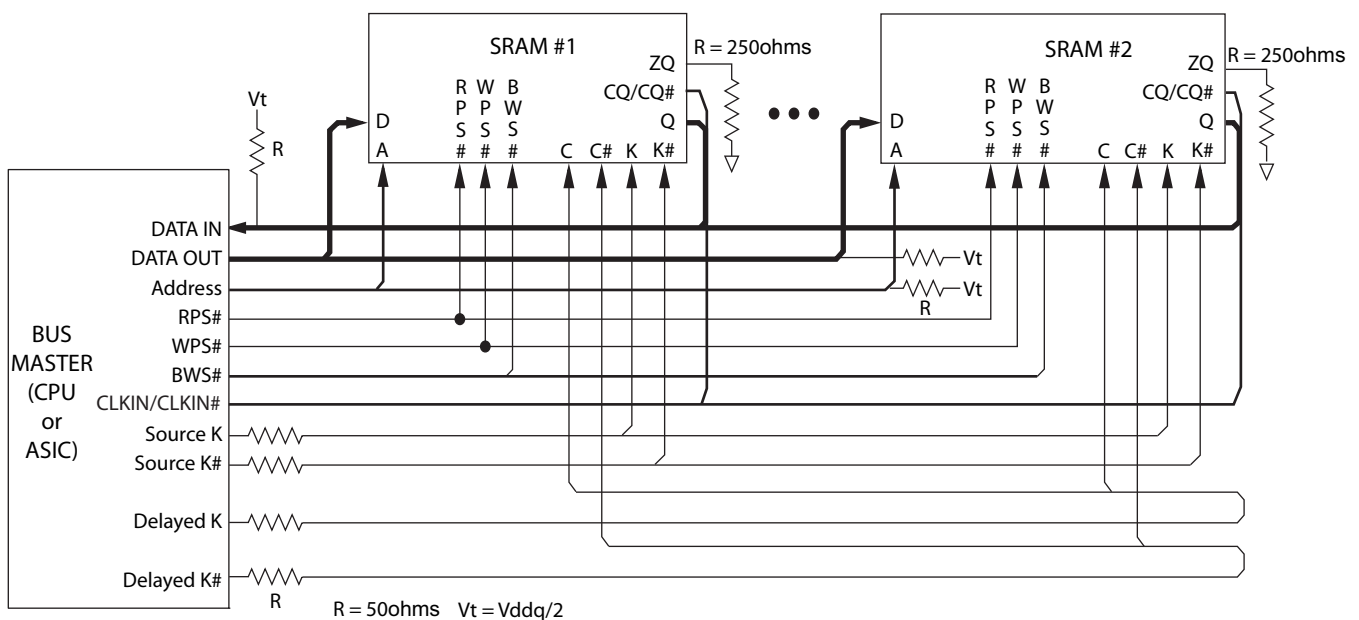 SRAM #1
R = 250ohms
ZQ
CQ/CQ#
Q
D
A
RPS#
WPS#
BWS#
C
C#
K
K#
SRAM #2
R = 250ohms
ZQ
CQ/CQ#
Q
D
A
RPS#
WPS#
BWS#
C
C#
K
K#
Vt
R
DATA IN
DATA OUT
Vt
Address
Vt
R
RPS#
WPS#
BWS#
CLKIN/CLKIN#
Source K
Source K#
Delayed K
Delayed K#
R
BUS
MASTER
(CPU
or
ASIC)
R = 50ohms Vt = Vddq/2